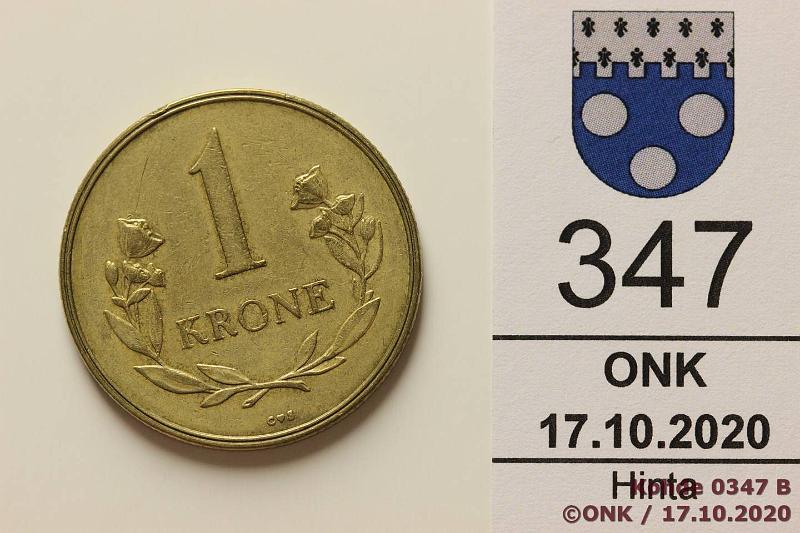 1
KRONE
347
ONK
17.10.2020
Hinta
Kohde 0347 B
©ONK / 17.10.2020